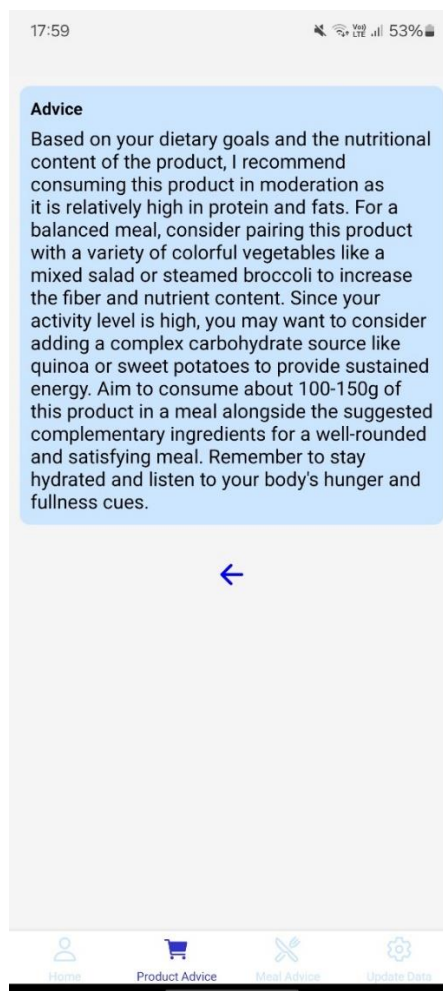 17:59
Vo)) LTE 53%
Advice
Based on your dietary goals and the nutritional
content of the product, I recommend
consuming this product in moderation as
it is relatively high in protein and fats. For a
balanced meal, consider pairing this product
with a variety of colorful vegetables like a
mixed salad or steamed broccoli to increase
the fiber and nutrient content. Since your
activity level is high, you may want to consider
adding a complex carbohydrate source like
quinoa or sweet potatoes to provide sustained
energy. Aim to consume about 100-150g of
this product in a meal alongside the suggested
complementary ingredients for a well-rounded
and satisfying meal. Remember to stay
hydrated and listen to your body's hunger and
fullness cues.
Home Product Advice Meal Advice Update Data